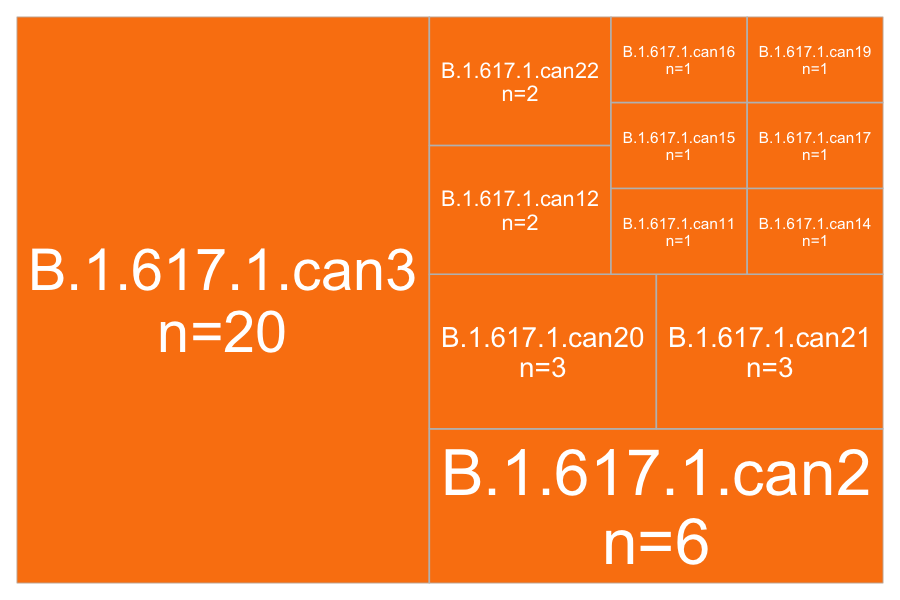 B.1.617.1.can3
n=20
B.1.617.1.can22
n=2
B.1.617.1.can12
n=2
B.1.617.1.can16
n=1
B.1.617.1.can19
n=1
B.1.617.1.can15
n=1
B.1.617.1.can17
n=1
B.1.617.1.can11
n=1
B.1.617.1.can14
n=1
B.1.617.1.can20
n=3
B.1.617.1.can21
n=3
B.1.617.1.can2
n=6